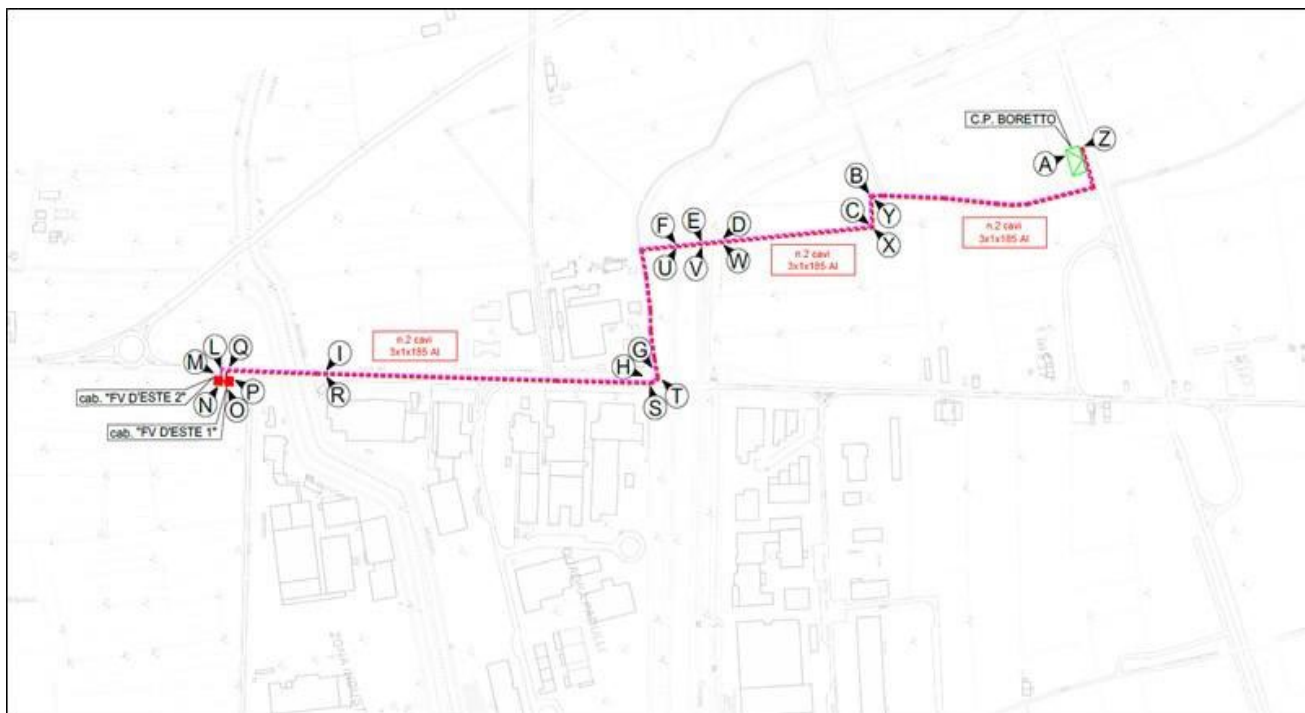 C.P. BORETTO
Z
A
B
Y
C
X
n.2 cavi
3x1x185 Al
F
E
D
U
V
W
n.2 cavi
3x1x185 Al
n.2 cavi
3x1x185 Al
L
Q
I
G
M
H
R
T
S
N
O
P
cab. "FV D'ESTE 2"
cab. "FV D'ESTE 1"